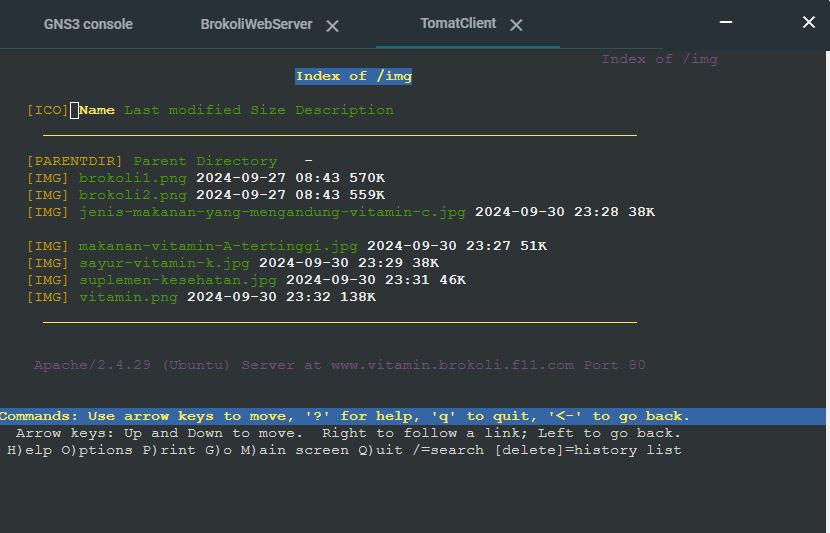 GNS3 console BrokoliWebServer TomatClient
Index of /img
Index of /img
[ICO] Name Last modified Size Description
[PARENTDIR] Parent Directory -
[IMG] brokoli1.png 2024-09-27 08:43 570K
[IMG] brokoli2.png 2024-09-27 08:43 559K
[IMG] jenis-makanan-yang-mengandung-vitamin-c.jpg 2024-09-30 23:28 38K
[IMG] makanan-vitamin-A-tertinggi.jpg 2024-09-30 23:27 51K
[IMG] sayur-vitamin-k.jpg 2024-09-30 23:29 38K
[IMG] suplemen-kesehatan.jpg 2024-09-30 23:31 46K
[IMG] vitamin.png 2024-09-30 23:32 138K
Apache/2.4.29 (Ubuntu) Server at www.vitamin.brokoli.f11.com Port 80
Commands: Use arrow keys to move, '?' for help, 'q' to quit, '<-' to go back.
Arrow keys: Up and Down to move. Right to follow a link; Left to go back.
H)elp O)ptions P)rint G)o M)ain screen Q)uit /=search [delete]=history list